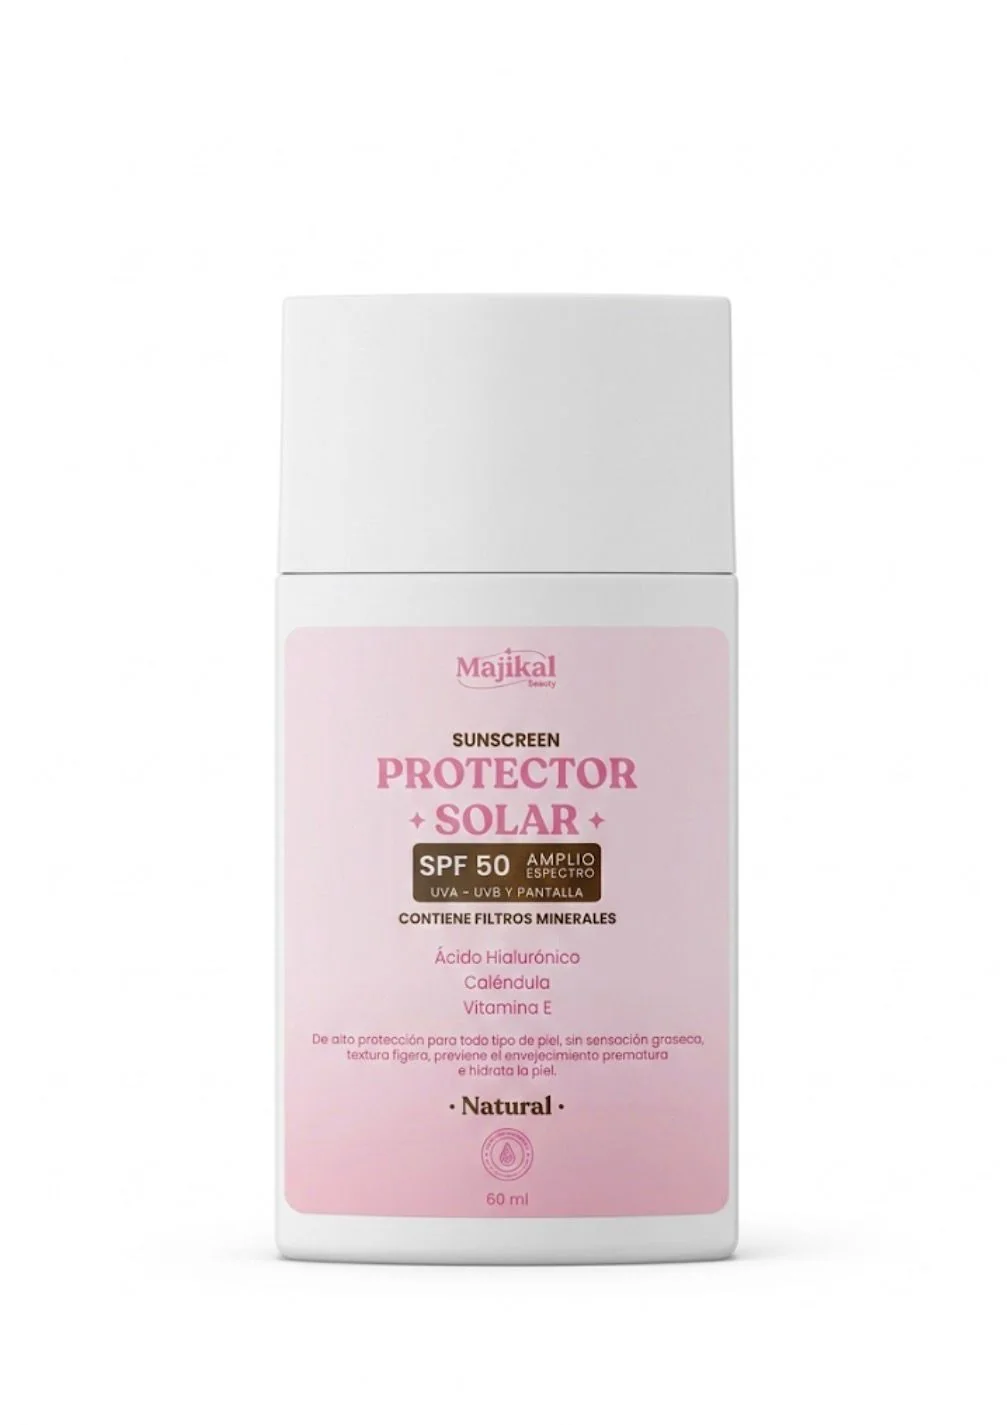 Majikal
Beauty
SUNSCREEN
PROTECTOR
SOLAR
SPF 50 AMPLIO ESPECTRO
UVA - UVB Y PANTALLA
CONTIENE FILTROS MINERALES
Ácido Hialurónico
Caléndula
Vitamina E
De alto protección para todo tipo de piel, sin sensación graseca,
textura figera, previene el envejecimiento prematura
e hidrata la piel.
· Natural ·
60 ml